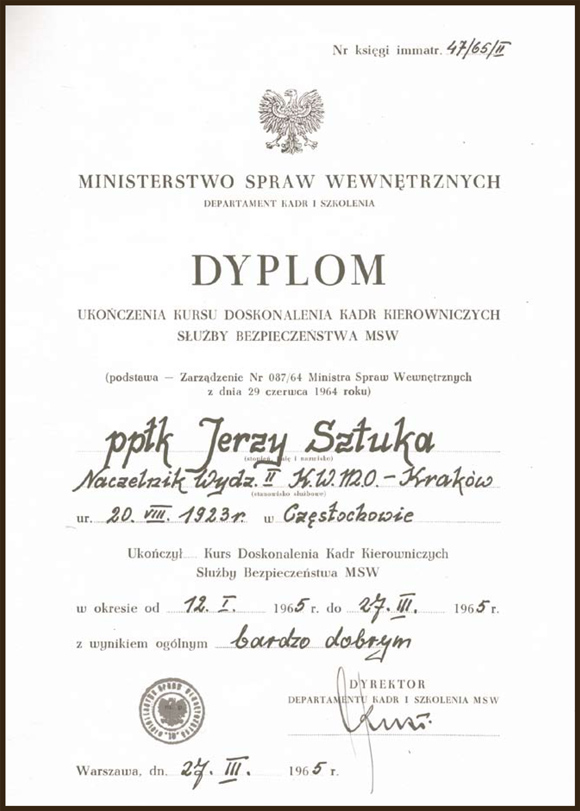 Nr księgi immatr. 47/65/II
MINISTERSTWO SPRAW WEWNĘTRZNYCH
DEPARTAMENT KADR I SZKOLENIA
DYPLOM
UKOŃCZENIA KURSU DOSKONALENIA KADR KIEROWNICZYCH
SŁUŻBY BEZPIECZEŃSTWA MSW
(podstawa — Zarządzenie Nr 087/64 Ministra Spraw Wewnętrznych
z dnia 29 czerwca 1964 roku)
ppłk Jerzy Sztuka
(stopień, imię i nazwisko)
Naczelnik Wydz. II K.W.M.O. - Kraków
(stanowisko służbowe)
ur. 20. VIII. 1923 r. w Częstochowie
Ukończył Kurs Doskonalenia Kadr Kierowniczych
Służby Bezpieczeństwa MSW
w okresie od 12. I. 1965 r. do 27. III. 1965 r.
z wynikiem ogólnym bardzo dobrym
DYREKTOR
DEPARTAMENTU KADR I SZKOLENIA MSW
Warszawa, dn. 27. III. 1965 r.